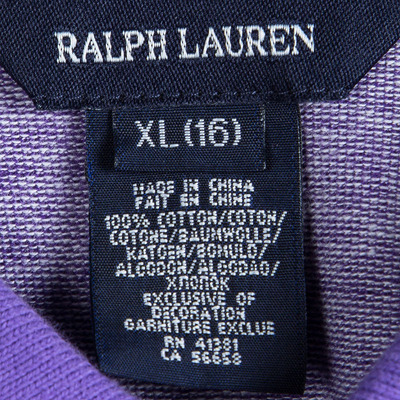 RALPH LAUREN
XL (16)
MADE IN CHINA
FAIT EN CHINE
100% COTTON/COTON/
COTONE/BAUMWOLLE/
KATOEN/BOMULD/
ALGODON/ALGODAO/
ХЛОПОК
EXCLUSIVE OF
DECORATION
GARNITURE EXCLUE
RN 41381
CA 56658